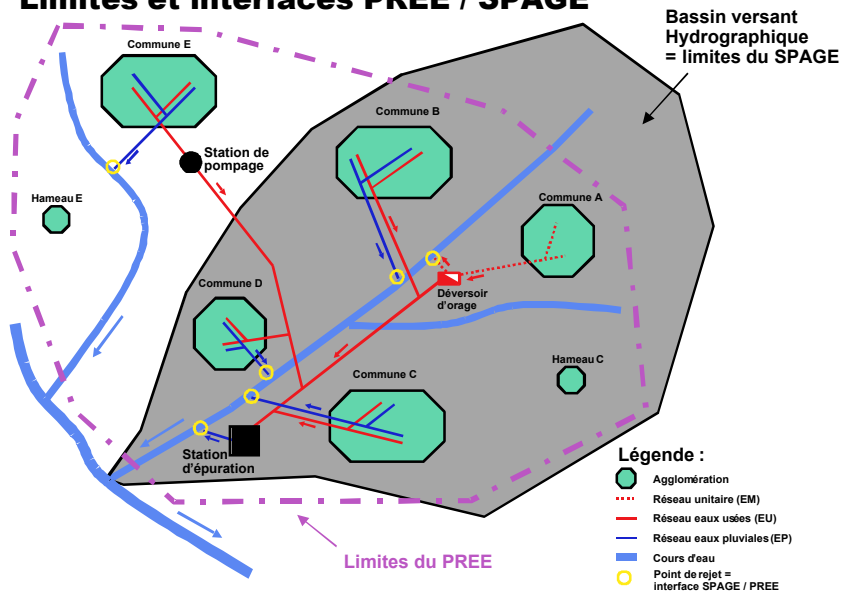 Limites et interfaces PREE / SPAGE
Bassin versant
Hydrographique
= limites du SPAGE
Commune E
Commune B
Station de
pompage
Hameau E
Commune A
Commune D
Déversoir
d'orage
Hameau C
Commune C
Station
d'épuration
Limites du PREE
Légende :
Agglomération
Réseau unitaire (EM)
Réseau eaux usées (EU)
Réseau eaux pluviales (EP)
Cours d'eau
Point de rejet =
interface SPAGE / PREE